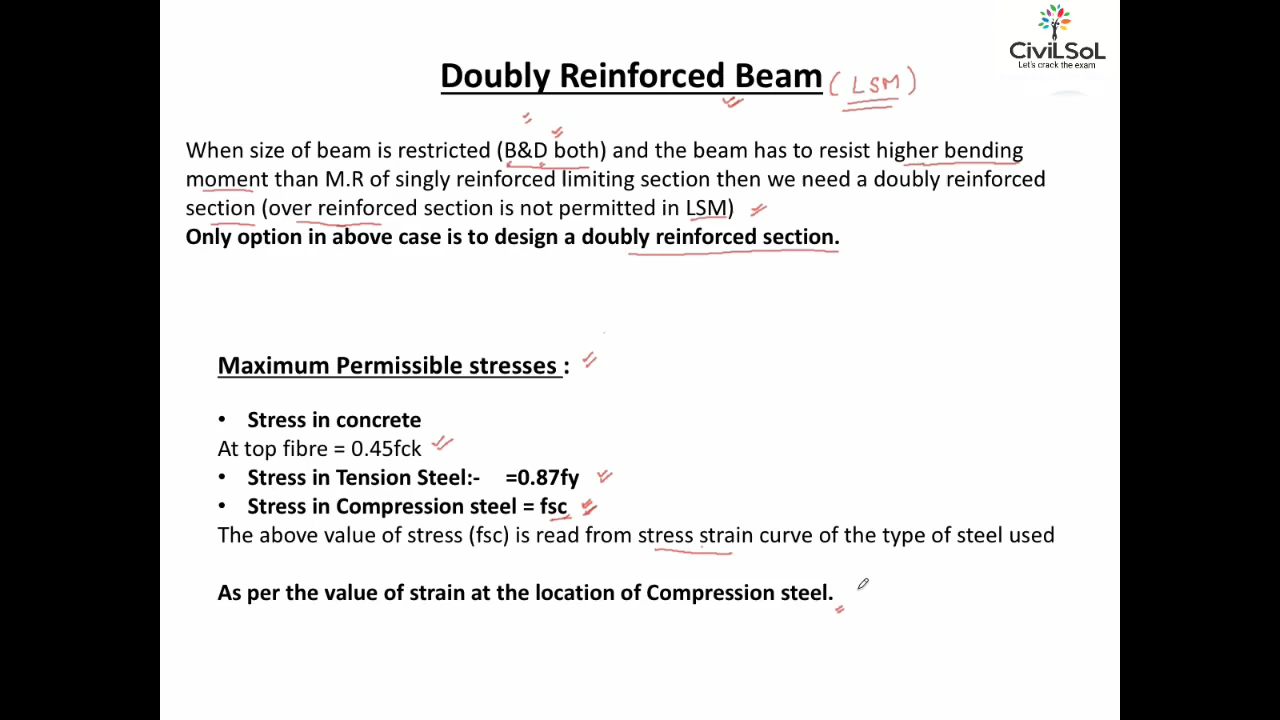 CiviLSoL
Let's crack the exam
Doubly Reinforced Beam (LSM)
When size of beam is restricted (B&D both) and the beam has to resist higher bending
moment than M.R of singly reinforced limiting section then we need a doubly reinforced
section (over reinforced section is not permitted in LSM)
Only option in above case is to design a doubly reinforced section.
Maximum Permissible stresses :
• Stress in concrete
At top fibre = 0.45fck
• Stress in Tension Steel:- =0.87fy
• Stress in Compression steel = fsc
The above value of stress (fsc) is read from stress strain curve of the type of steel used
As per the value of strain at the location of Compression steel.